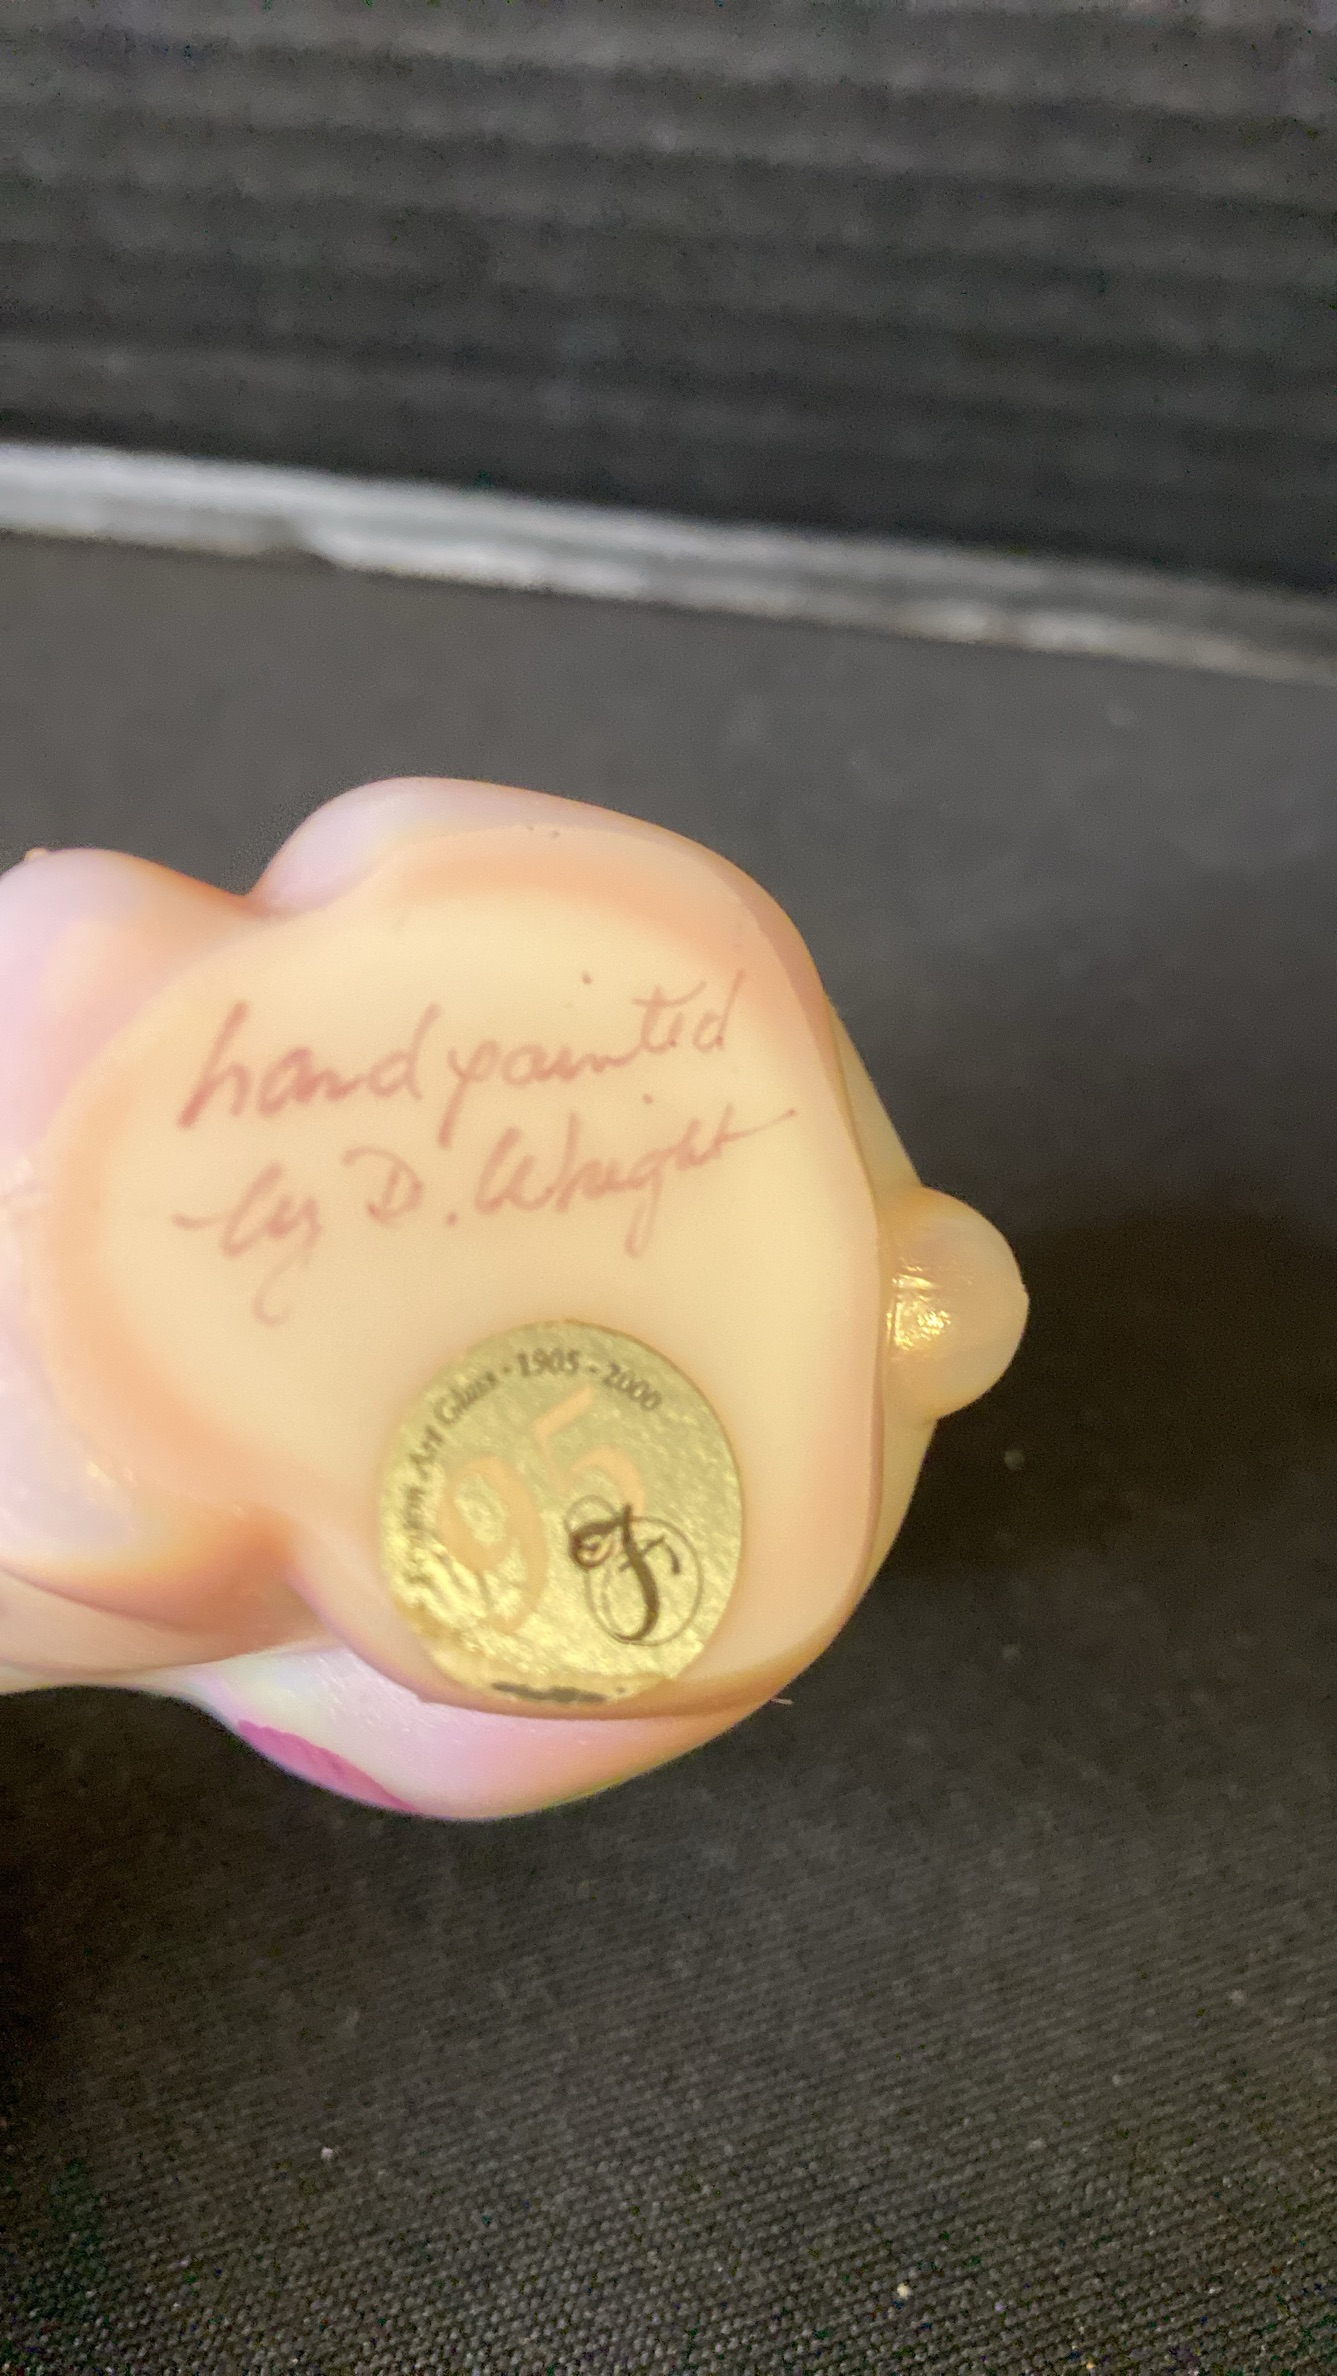 hand painted
by D. Wright
Fenton Art Glass · 1905 - 2000
95
F